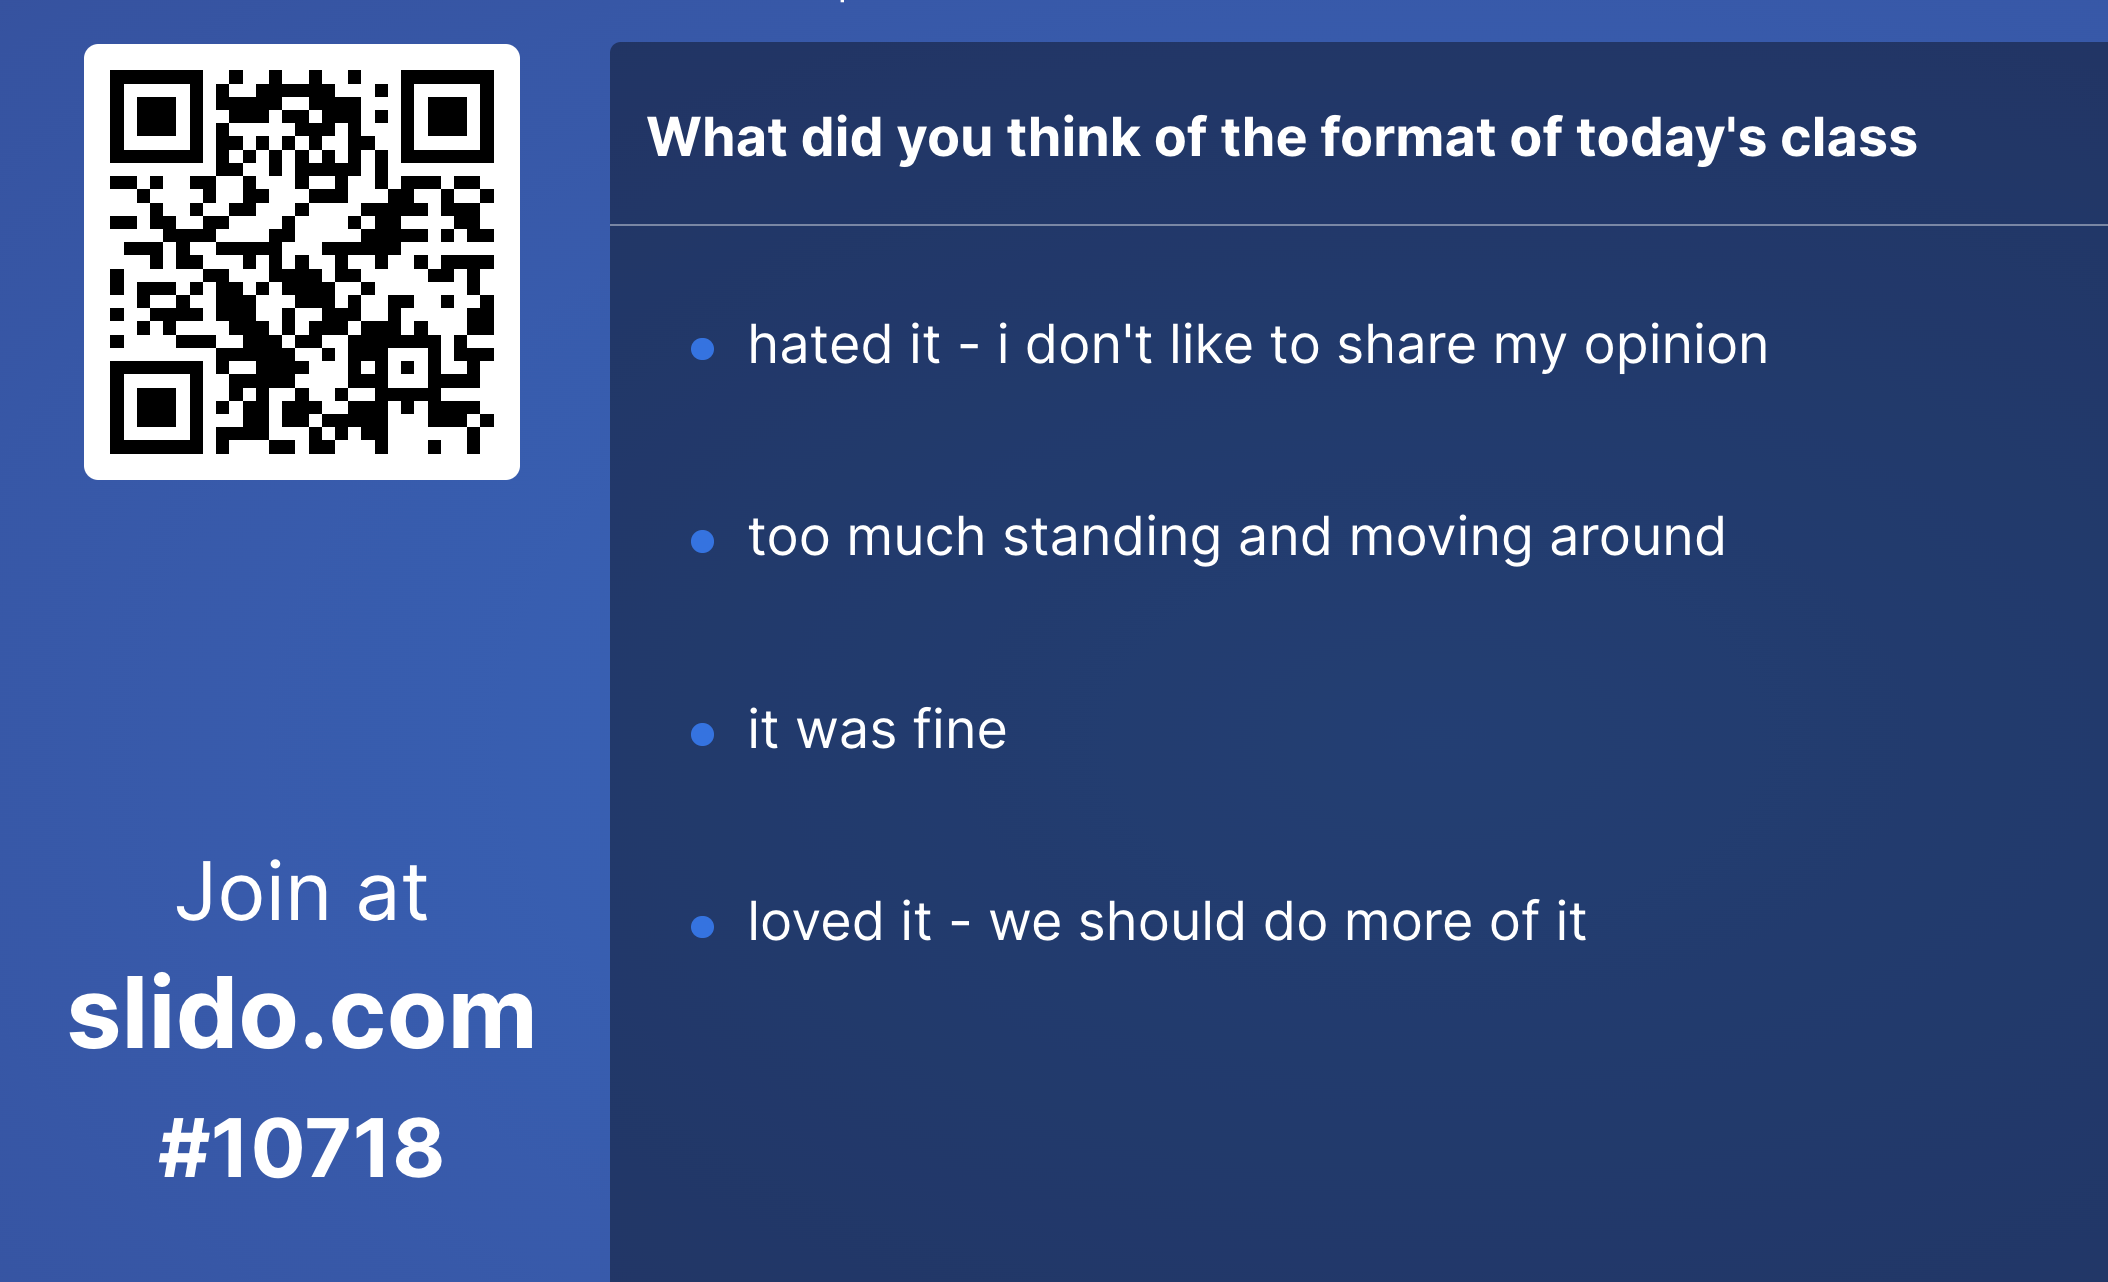 What did you think of the format of today's class
hated it - i don't like to share my opinion
too much standing and moving around
it was fine
loved it - we should do more of it
Join at
slido.com
#10718